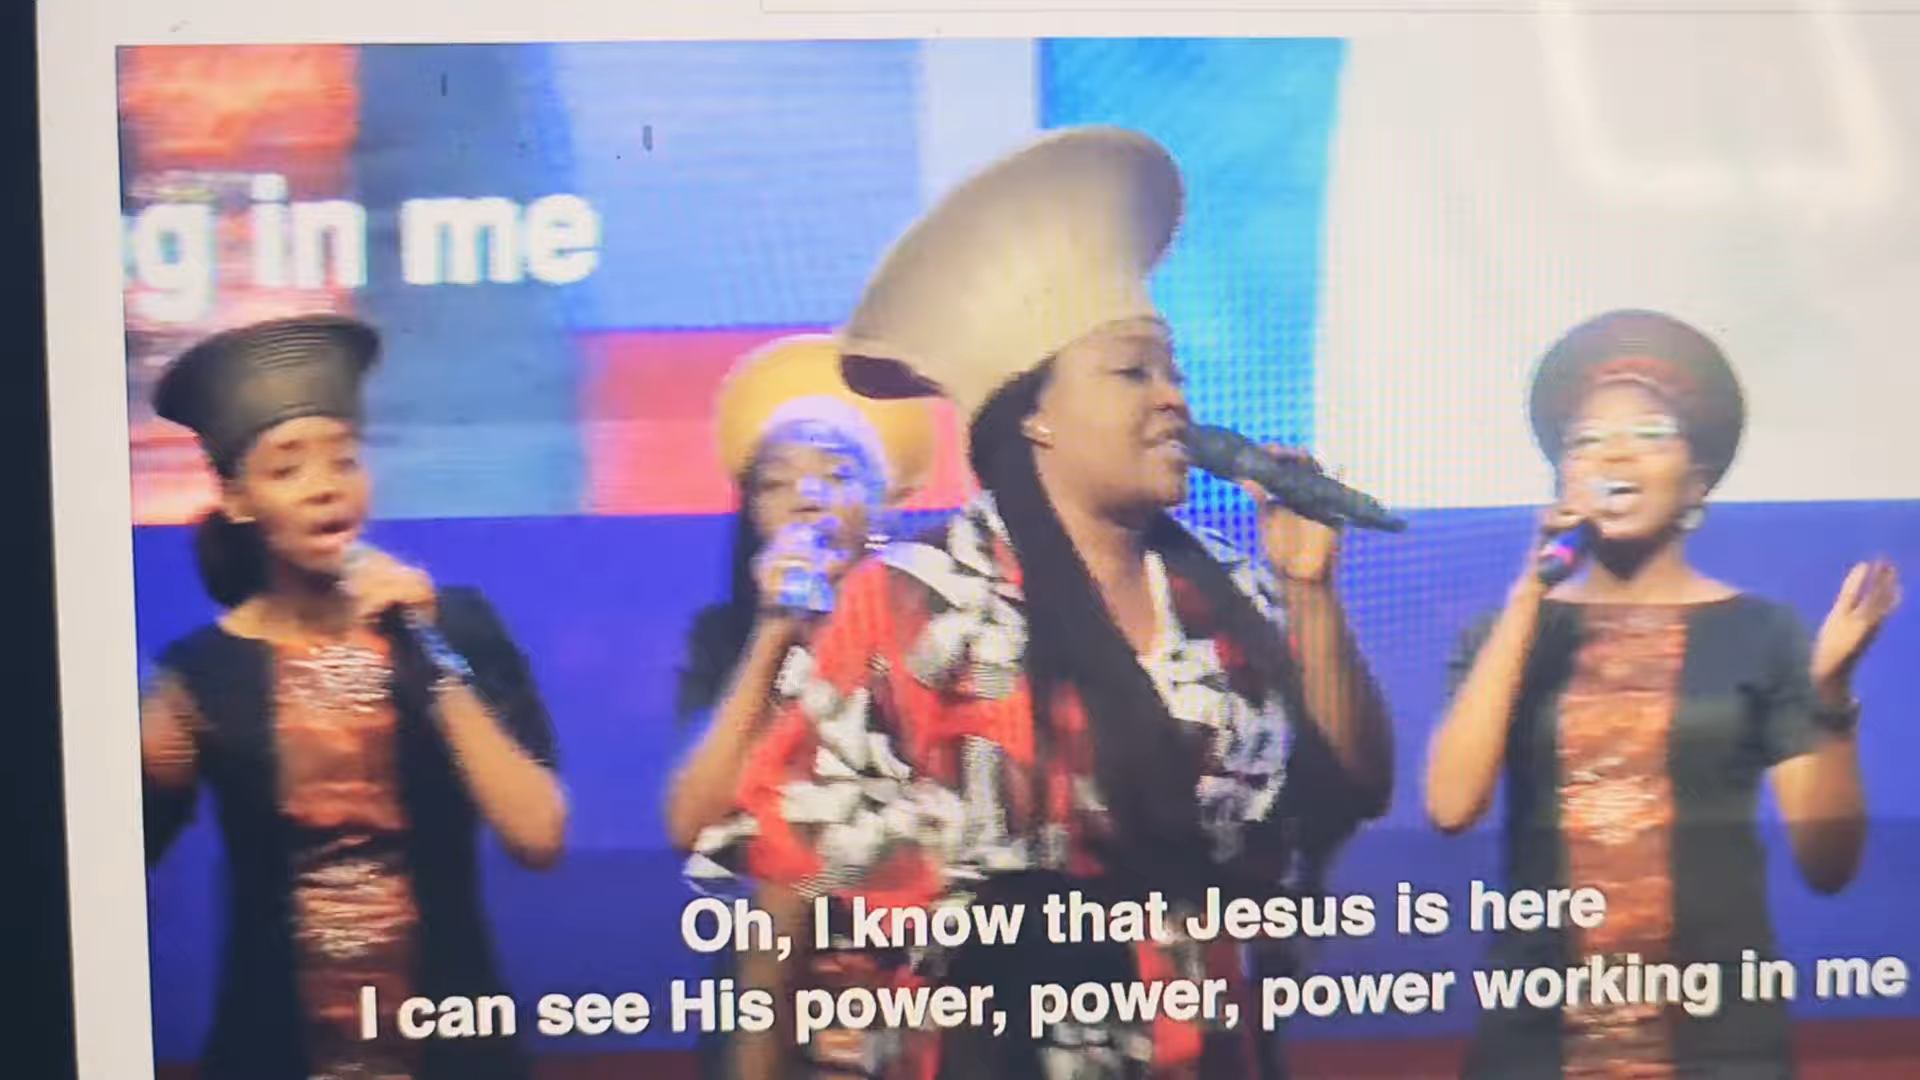 g in me
Oh, I know that Jesus is here
I can see His power, power, power working in me